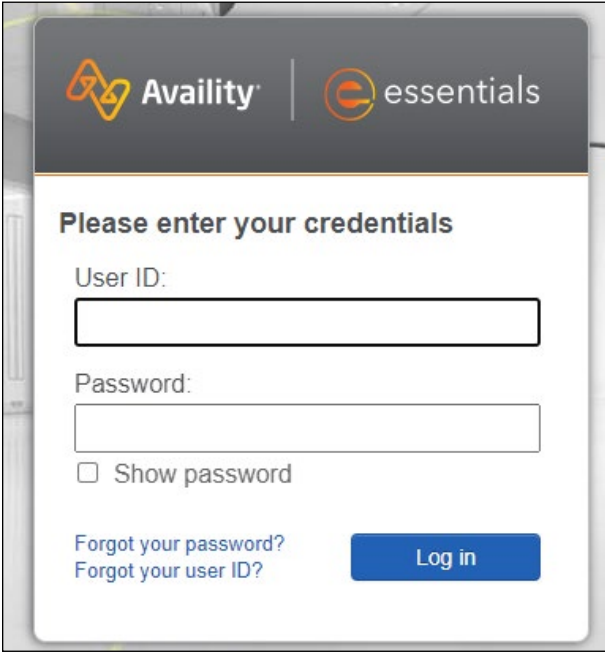 Availity essentials
Please enter your credentials
User ID:
Password:
Show password
Forgot your password?
Forgot your user ID?
Log in